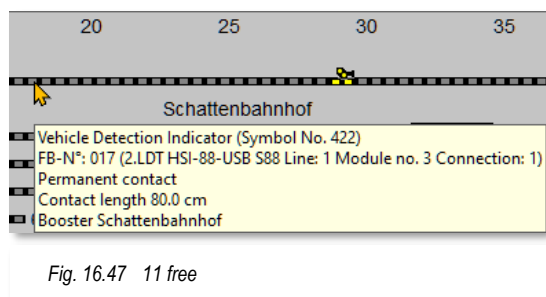 20 25 30 35
Schattenbahnhof
Vehicle Detection Indicator (Symbol No. 422)
FB-N°: 017 (2.LDT HSI-88-USB S88 Line: 1 Module no. 3 Connection: 1)
Permanent contact
Contact length 80.0 cm
Booster Schattenbahnhof
Fig. 16.47 11 free